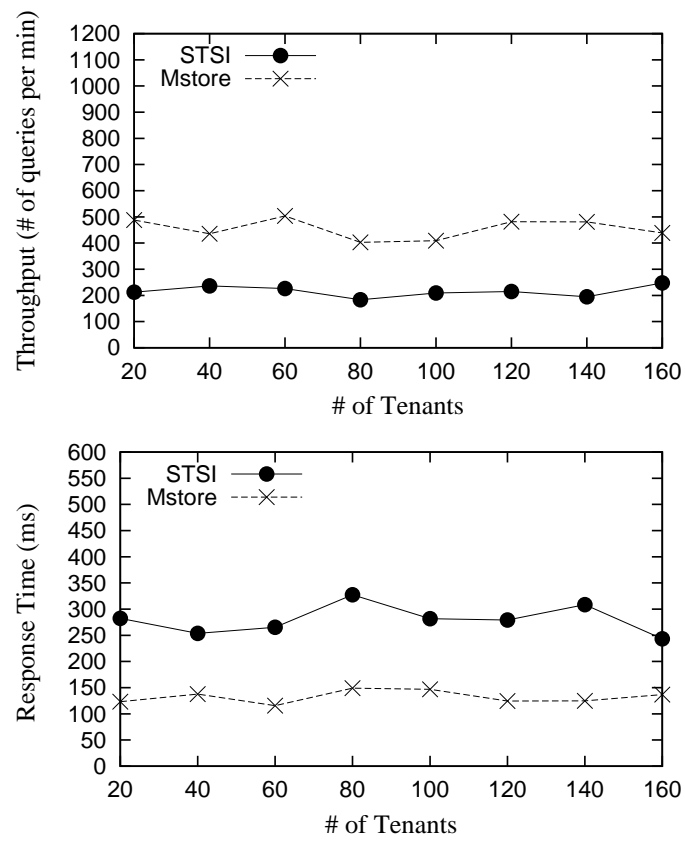 Throughput (# of queries per min)
1200
1100
1000
900
800
700
600
500
400
300
200
100
0
STSI
Mstore
20 40 60 80 100 120 140 160
# of Tenants
Response Time (ms)
600
550
500
450
400
350
300
250
200
150
100
50
0
STSI
Mstore
20 40 60 80 100 120 140 160
# of Tenants